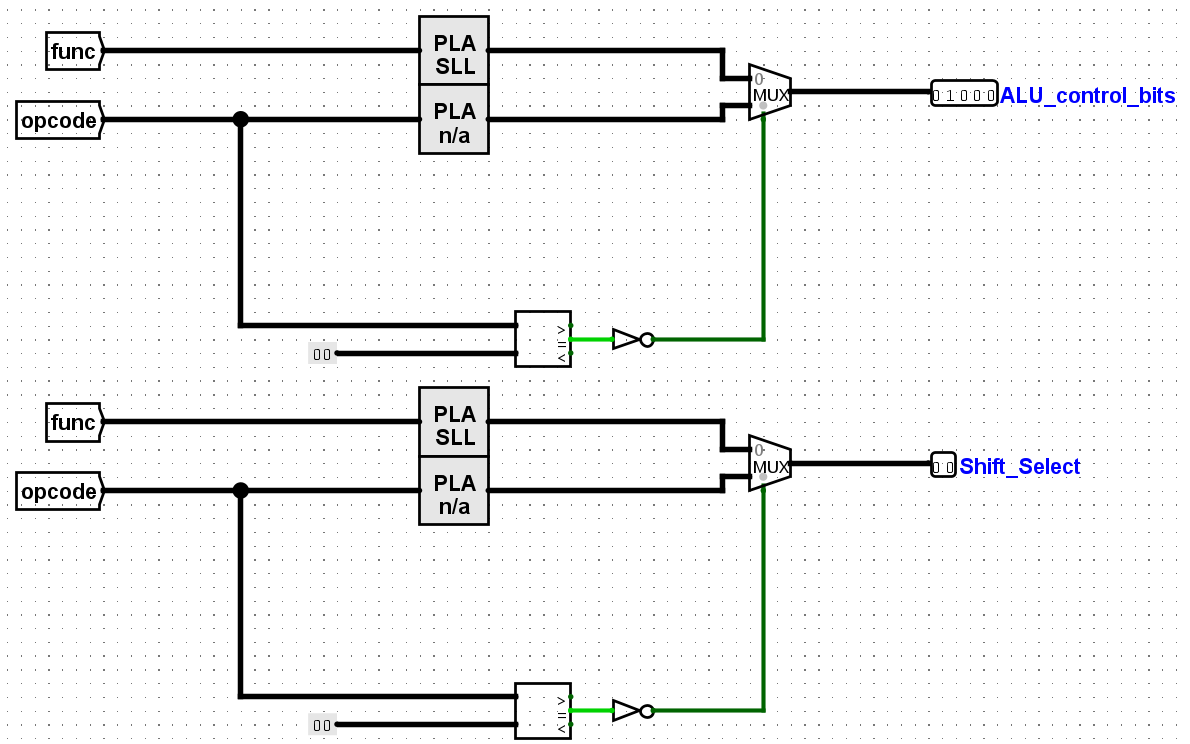 func
PLA
SLL
opcode
PLA
n/a
0
MUX
0 1 0 0 0
ALU_control_bits
>
=
<
00
func
PLA
SLL
opcode
PLA
n/a
0
MUX
0 0
Shift_Select
>
=
<
00